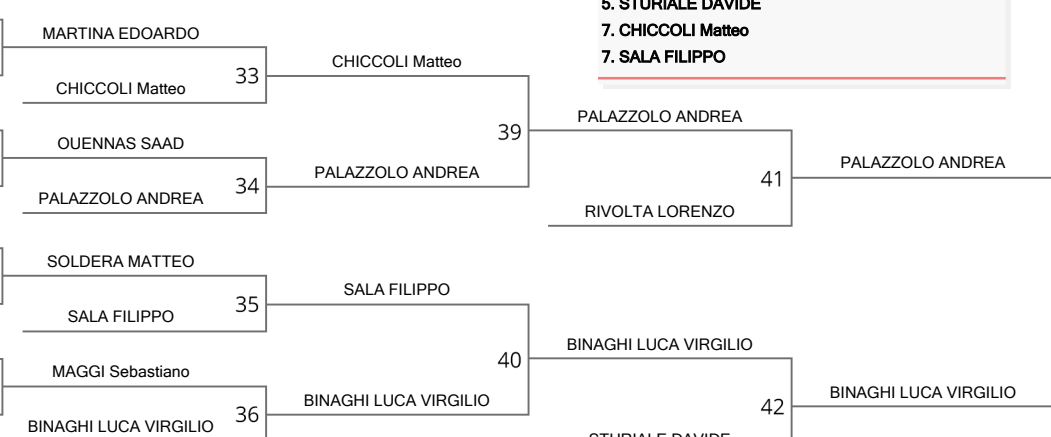 5. STURIALE DAVIDE
7. CHICCOLI Matteo
7. SALA FILIPPO
MARTINA EDOARDO
33
CHICCOLI Matteo
CHICCOLI Matteo
39
OUENNAS SAAD
34
PALAZZOLO ANDREA
PALAZZOLO ANDREA
PALAZZOLO ANDREA
41
RIVOLTA LORENZO
PALAZZOLO ANDREA
SOLDERA MATTEO
35
SALA FILIPPO
SALA FILIPPO
40
MAGGI Sebastiano
36
BINAGHI LUCA VIRGILIO
BINAGHI LUCA VIRGILIO
BINAGHI LUCA VIRGILIO
42
STURIALE DAVIDE
BINAGHI LUCA VIRGILIO